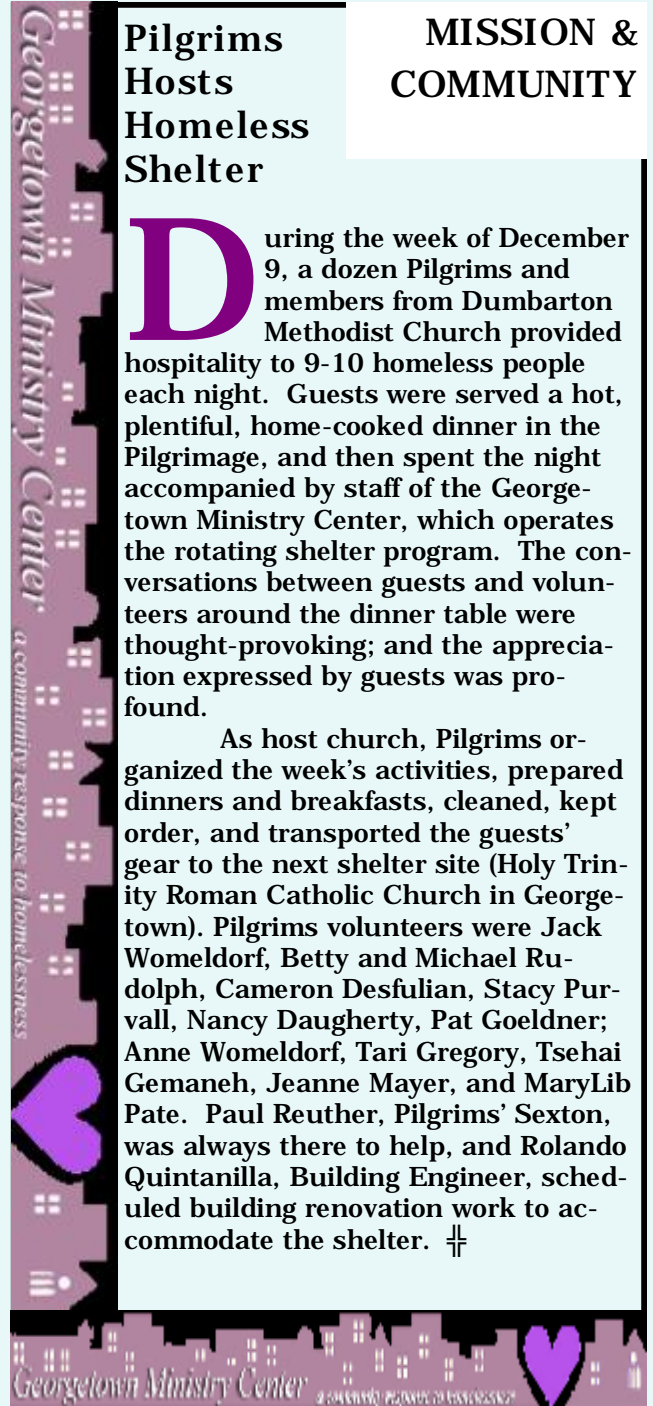 MISSION &
COMMUNITY
Pilgrims
Hosts
Homeless
Shelter
During the week of December
9, a dozen Pilgrims and
members from Dumbarton
Methodist Church provided
hospitality to 9-10 homeless people
each night.  Guests were served a hot,
plentiful, home-cooked dinner in the
Pilgrimage, and then spent the night
accompanied by staff of the George-
town Ministry Center, which operates
the rotating shelter program.  The con-
versations between guests and volun-
teers around the dinner table were
thought-provoking; and the apprecia-
tion expressed by guests was pro-
found.
As host church, Pilgrims or-
ganized the week's activities, prepared
dinners and breakfasts, cleaned, kept
order, and transported the guests'
gear to the next shelter site (Holy Trin-
ity Roman Catholic Church in George-
town). Pilgrims volunteers were Jack
Womeldorf, Betty and Michael Ru-
dolph, Cameron Desfulian, Stacy Pur-
vall, Nancy Daugherty, Pat Goeldner;
Anne Womeldorf, Tari Gregory, Tsehai
Gemaneh, Jeanne Mayer, and MaryLib
Pate.  Paul Reuther, Pilgrims' Sexton,
was always there to help, and Rolando
Quintanilla, Building Engineer, sched-
uled building renovation work to ac-
commodate the shelter. ╬
Georgetown Ministry Center a community response to homelessness
Georgetown Ministry Center a community response to homelessness